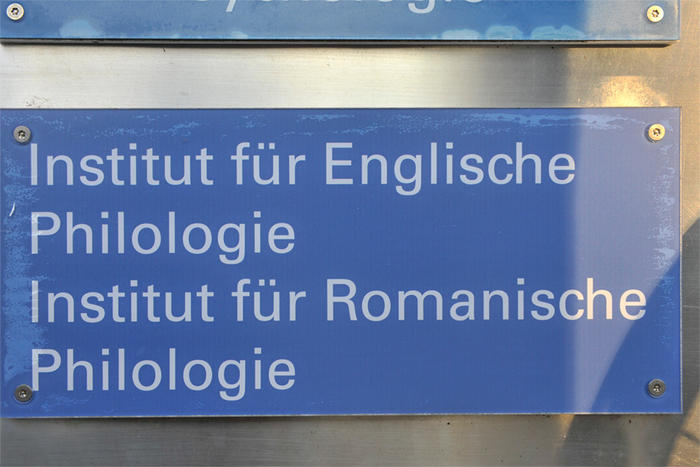 Institut für Englische
Philologie
Institut für Romanische
Philologie